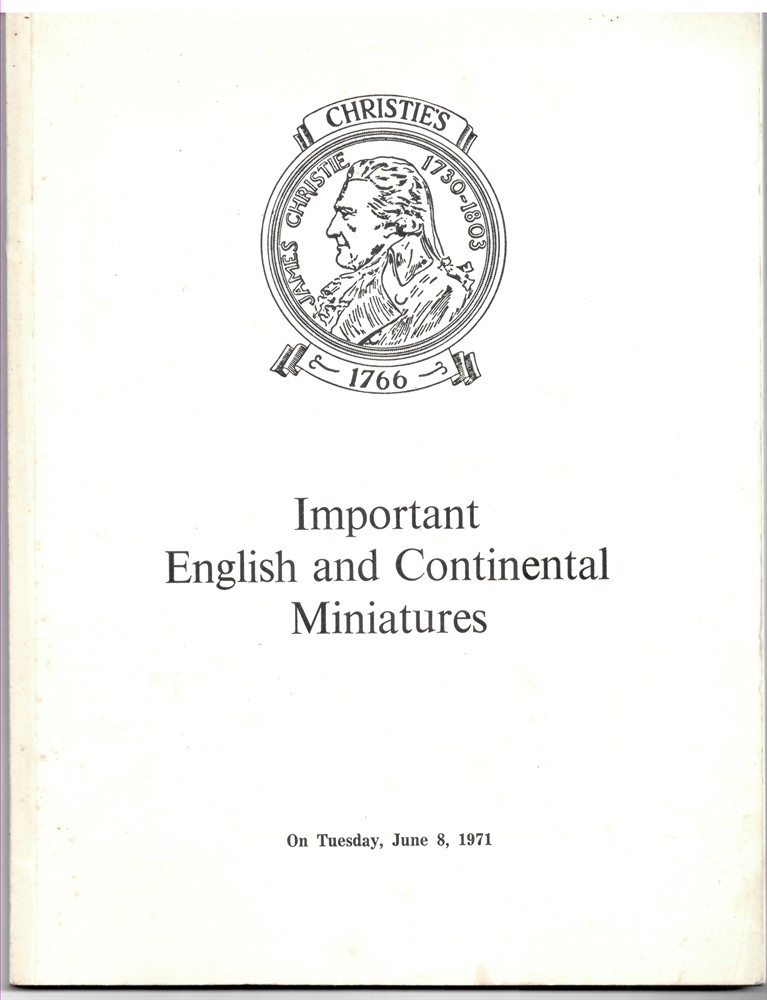 CHRISTIE'S
JAMES CHRISTIE 1730-1803
1766
Important
English and Continental
Miniatures
On Tuesday, June 8, 1971